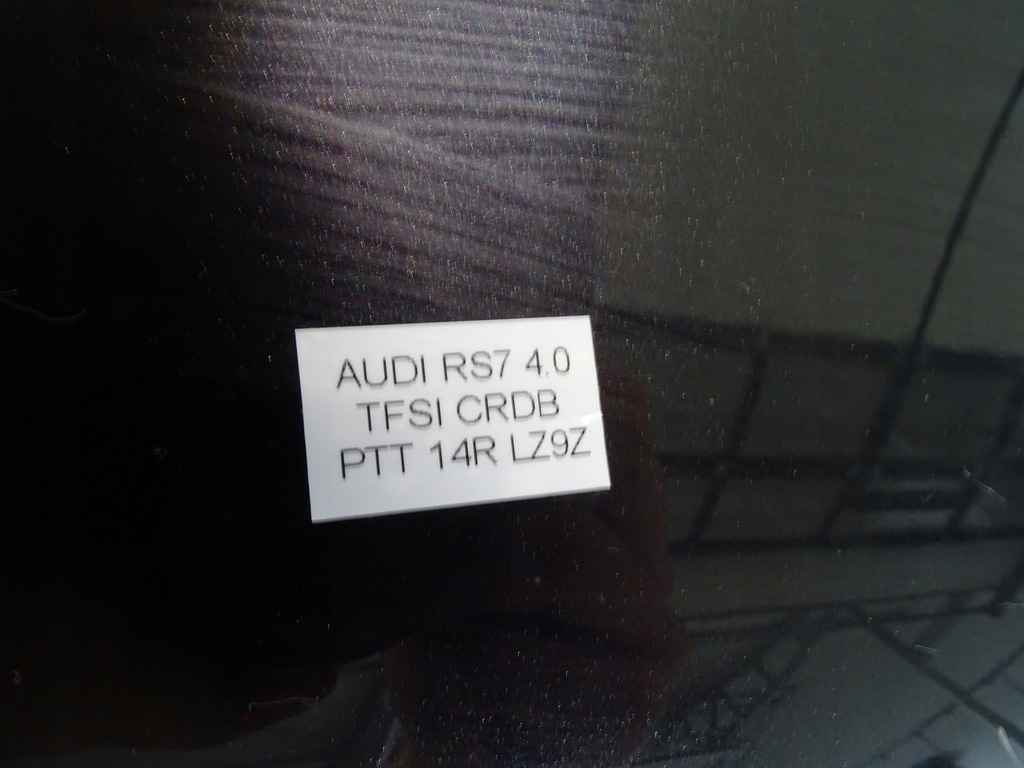 AUDI RS7 4.0
TFSI CRDB
PTT 14R LZ9Z